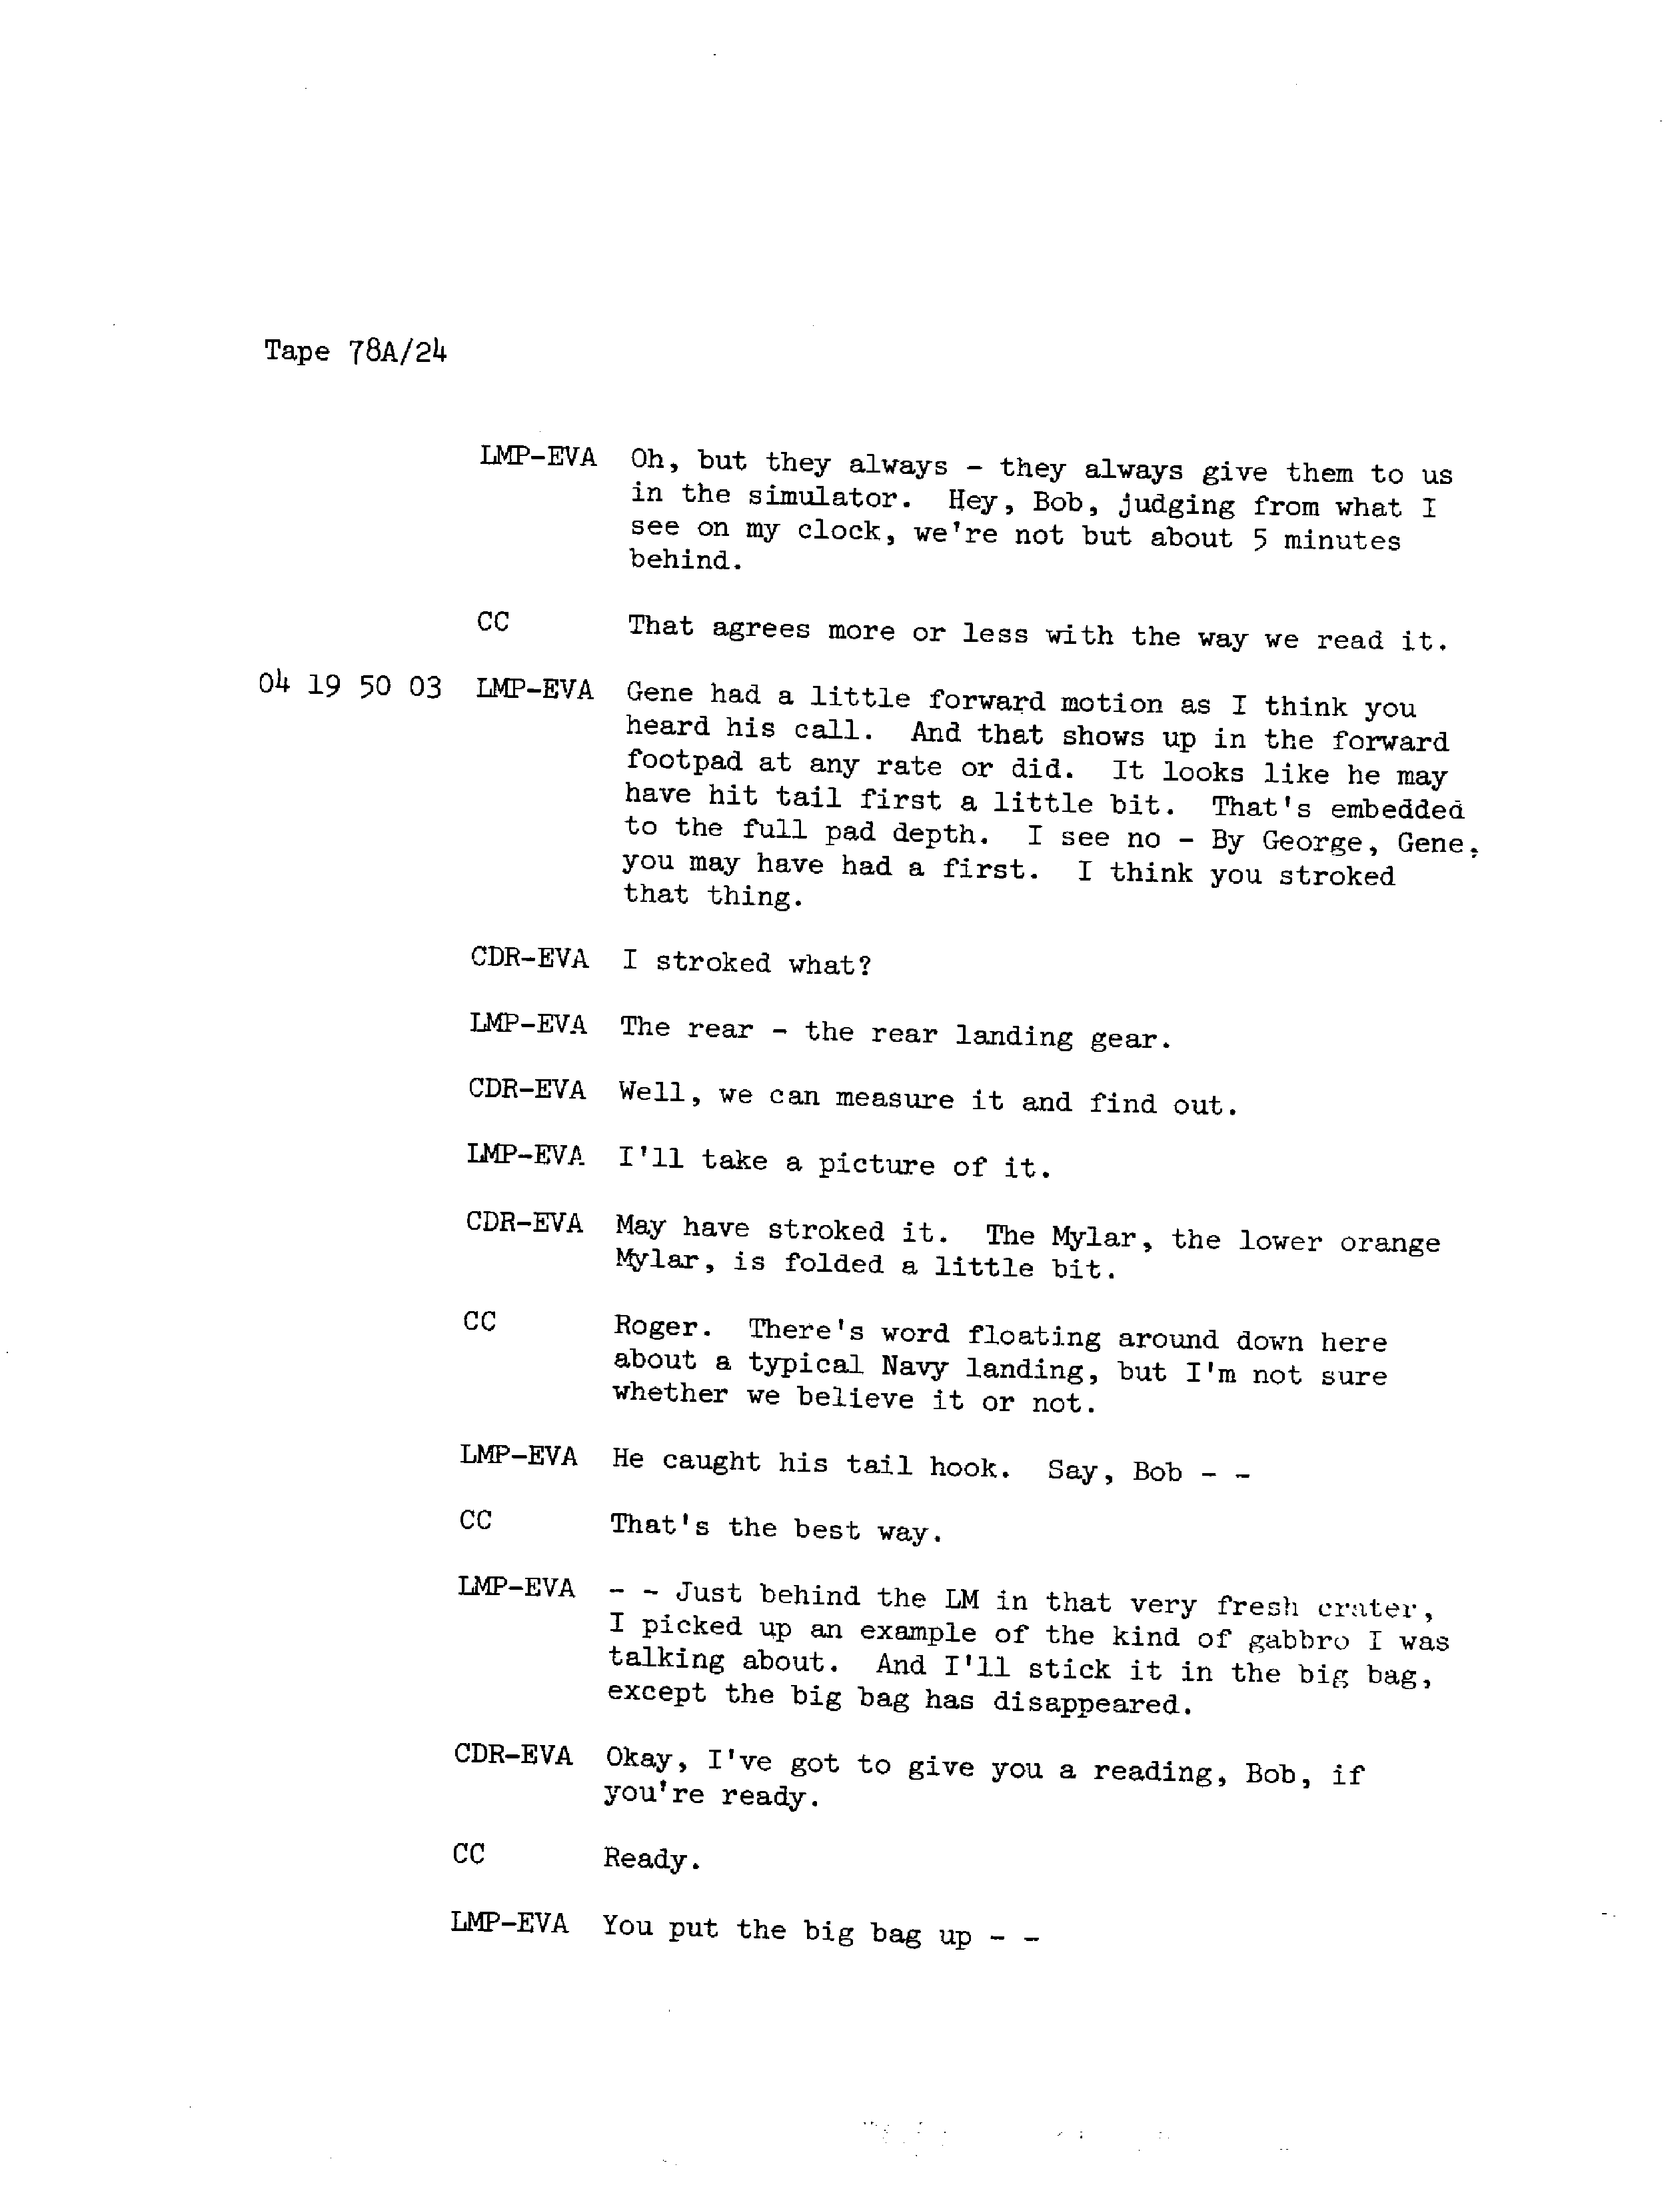 Tape 78A/24
LMP-EVA Oh, but they always - they always give them to us
in the simulator. Hey, Bob, judging from what I
see on my clock, we're not but about 5 minutes
behind.
CC That agrees more or less with the way we read it.
04 19 50 03 LMP-EVA Gene had a little forward motion as I think you
heard his call. And that shows up in the forward
footpad at any rate or did. It looks like he may
have hit tail first a little bit. That's embedded
to the full pad depth. I see no - By George, Gene,
you may have had a first. I think you stroked
that thing.
CDR-EVA I stroked what?
LMP-EVA The rear - the rear landing gear.
CDR-EVA Well, we can measure it and find out.
LMP-EVA I'll take a picture of it.
CDR-EVA May have stroked it. The Mylar, the lower orange
Mylar, is folded a little bit.
CC Roger. There's word floating around down here
about a typical Navy landing, but I'm not sure
whether we believe it or not.
LMP-EVA He caught his tail hook. Say, Bob - -
CC That's the best way.
LMP-EVA - - Just behind the LM in that very fresh crater,
I picked up an example of the kind of gabbro I was
talking about. And I'll stick it in the big bag,
except the big bag has disappeared.
CDR-EVA Okay, I've got to give you a reading, Bob, if
you're ready.
CC Ready.
LMP-EVA You put the big bag up - -